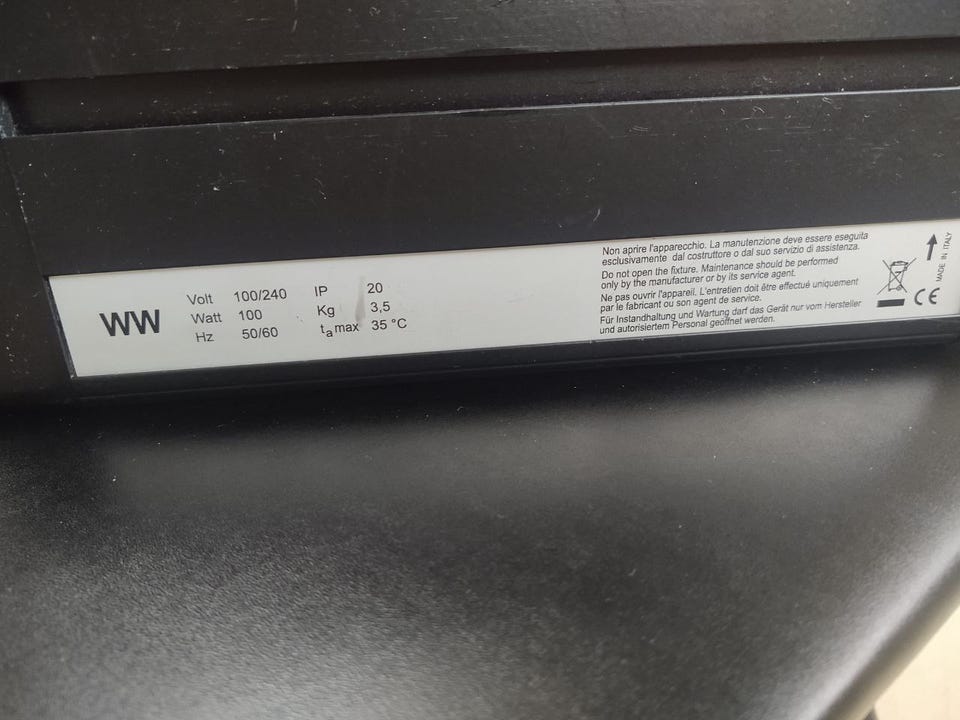 WW
Volt 100/240
Watt 100
Hz 50/60
IP 20
Kg 3,5
ta max 35 °C
Non aprire l'apparecchio. La manutenzione deve essere eseguita
esclusivamente dal costruttore o dal suo servizio di assistenza.
Do not open the fixture. Maintenance should be performed
only by the manufacturer or by its service agent.
Ne pas ouvrir l'appareil. L'entretien doit être effectué uniquement
par le fabricant ou son agent de service.
Für Instandhaltung und Wartung darf das Gerät nur vom Hersteller
und autorisiertem Personal geöffnet werden.
CE
MADE IN ITALY